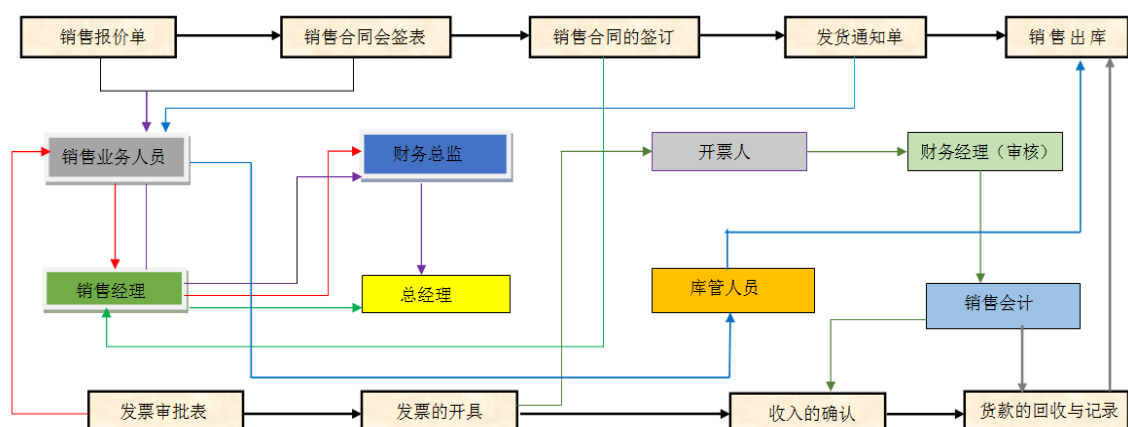 销售报价单
销售合同会签表
销售合同的签订
发货通知单
销售出库
销售业务人员
财务总监
开票人
财务经理（审核）
销售经理
总经理
库管人员
销售会计
发票审批表
发票的开具
收入的确认
货款的回收与记录